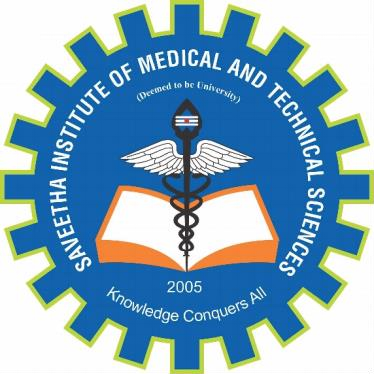 SAVEETHA INSTITUTE OF MEDICAL AND TECHNICAL SCIENCES
(Deemed to be University)
2005
Knowledge Conquers All